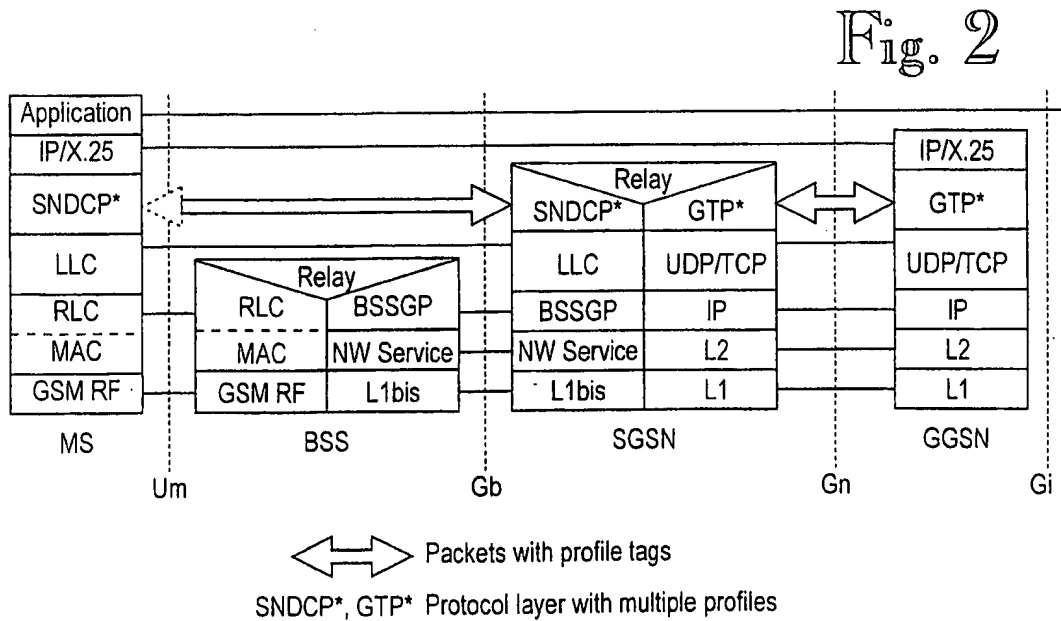 Fig. 2
Application
IP/X.25
SNDCP*
LLC
RLC
MAC
GSM RF
MS
Relay
RLC
BSSGP
MAC
NW Service
GSM RF
L1bis
BSS
Relay
SNDCP*
GTP*
LLC
UDP/TCP
BSSGP
IP
NW Service
L2
L1bis
L1
SGSN
IP/X.25
GTP*
UDP/TCP
IP
L2
L1
GGSN
Um
Gb
Gn
Gi
Packets with profile tags
SNDCP*, GTP* Protocol layer with multiple profiles